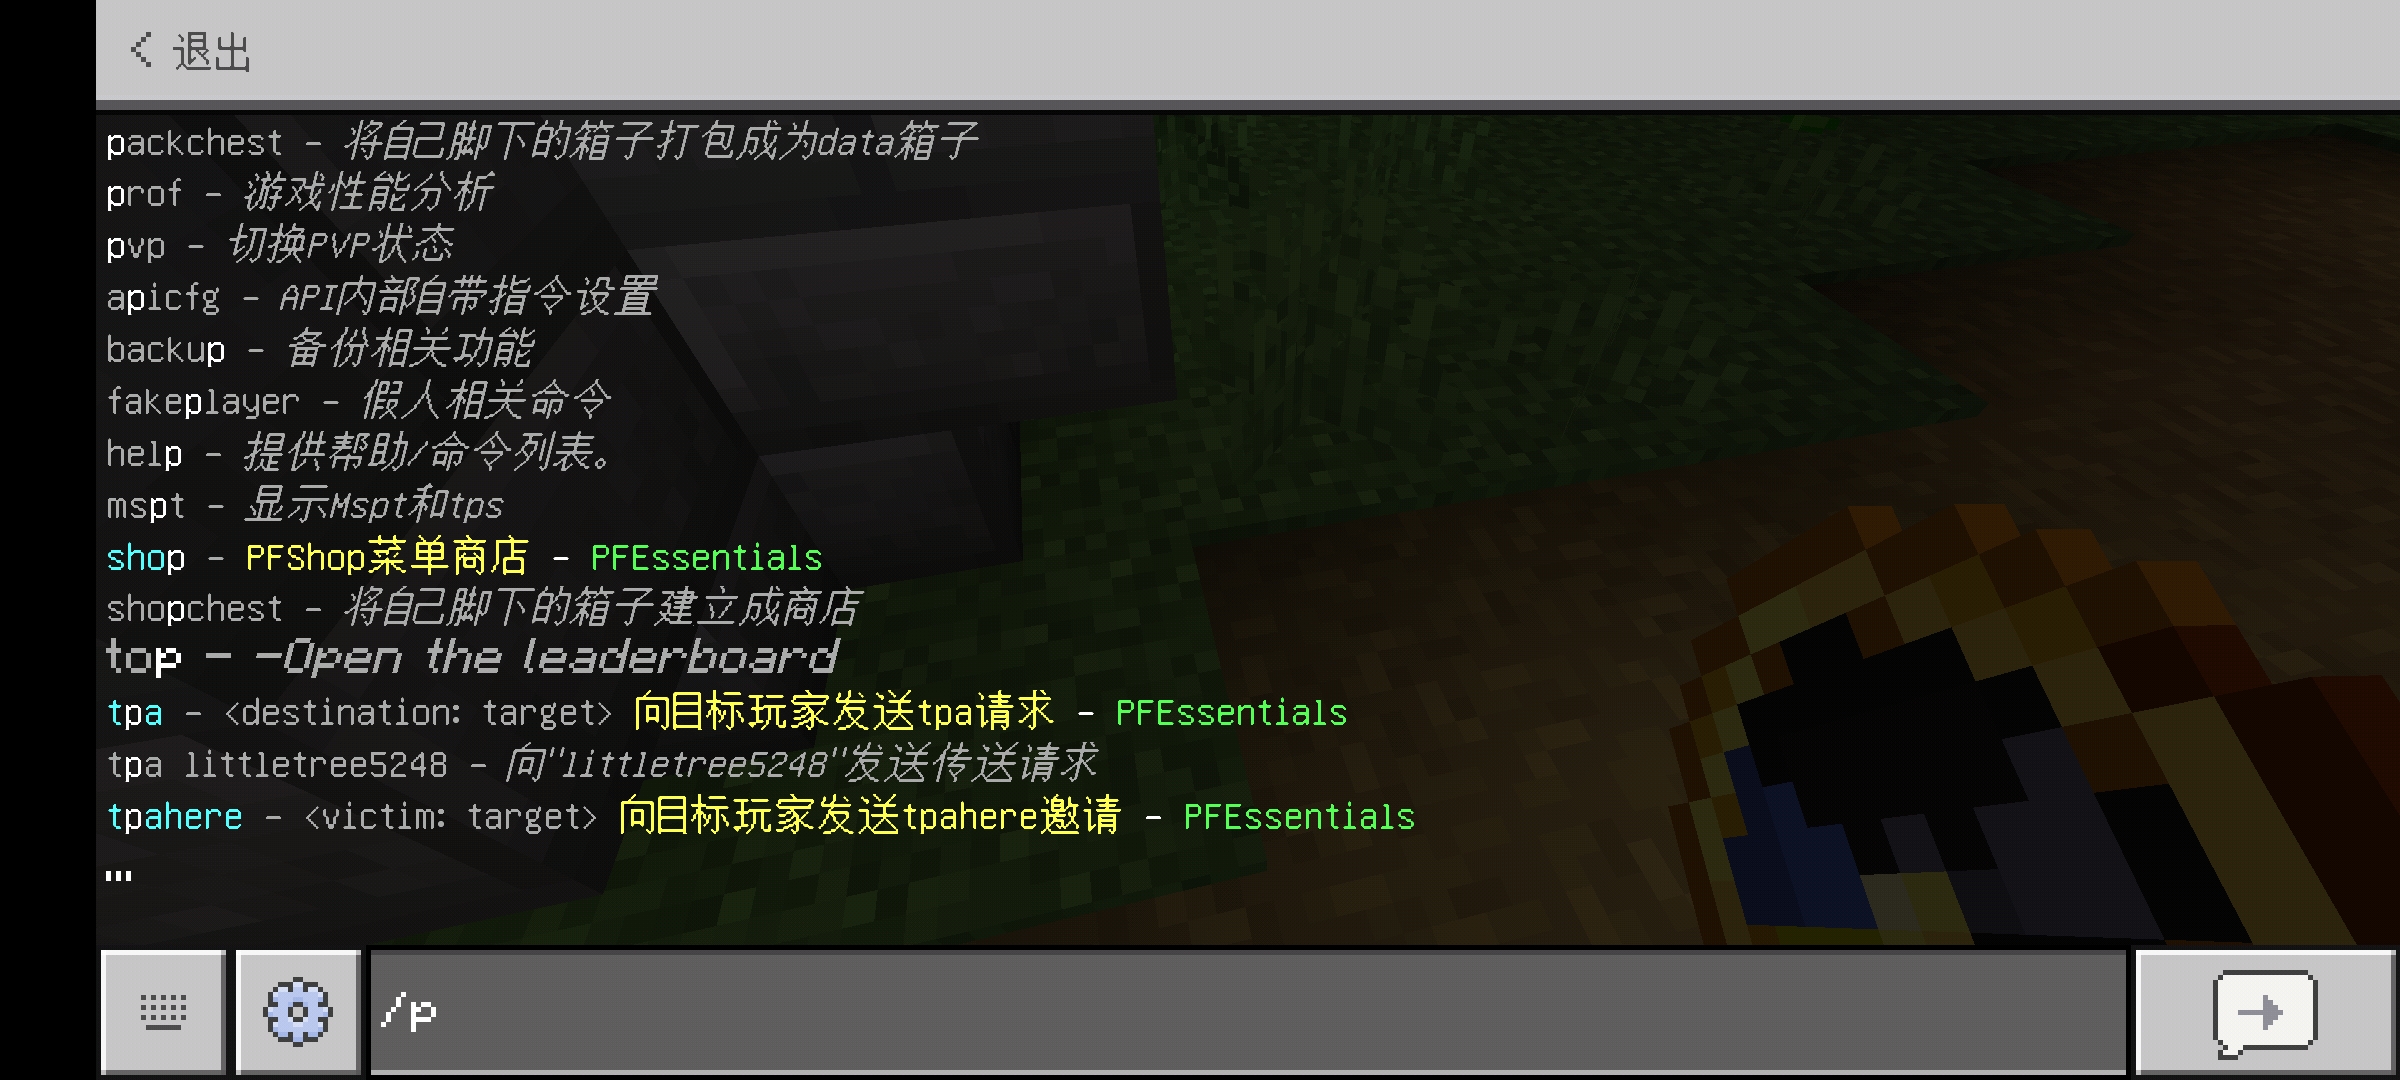 退出
packchest - 将自己脚下的箱子打包成为data箱子
prof - 游戏性能分析
pvp - 切换PVP状态
apicfg - API内部自带指令设置
backup - 备份相关功能
fakeplayer - 假人相关命令
help - 提供帮助/命令列表。
mspt - 显示Mspt和tps
shop - PFShop菜单商店 - PFEssentials
shopchest - 将自己脚下的箱子建立成商店
top - -Open the leaderboard
tpa - <destination: target> 向目标玩家发送tpa请求 - PFEssentials
tpa littletree5248 - 向"littletree5248"发送传送请求
tpahere - <victim: target> 向目标玩家发送tpahere邀请 - PFEssentials
...
/p